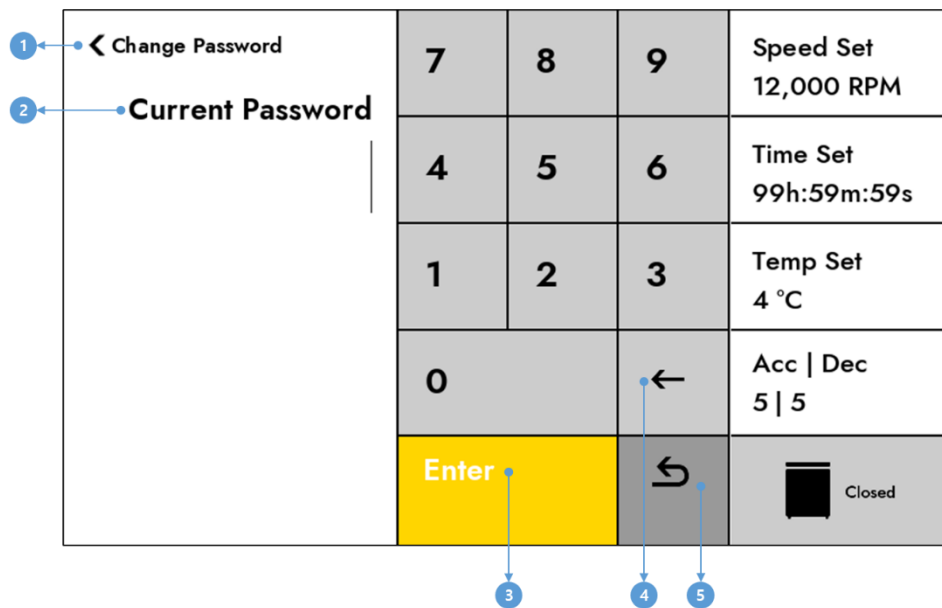 1
Change Password
2
Current Password
7 8 9
4 5 6
1 2 3
0 ←
Enter
Speed Set
12,000 RPM
Time Set
99h:59m:59s
Temp Set
4 °C
Acc | Dec
5 | 5
Closed
3 4 5